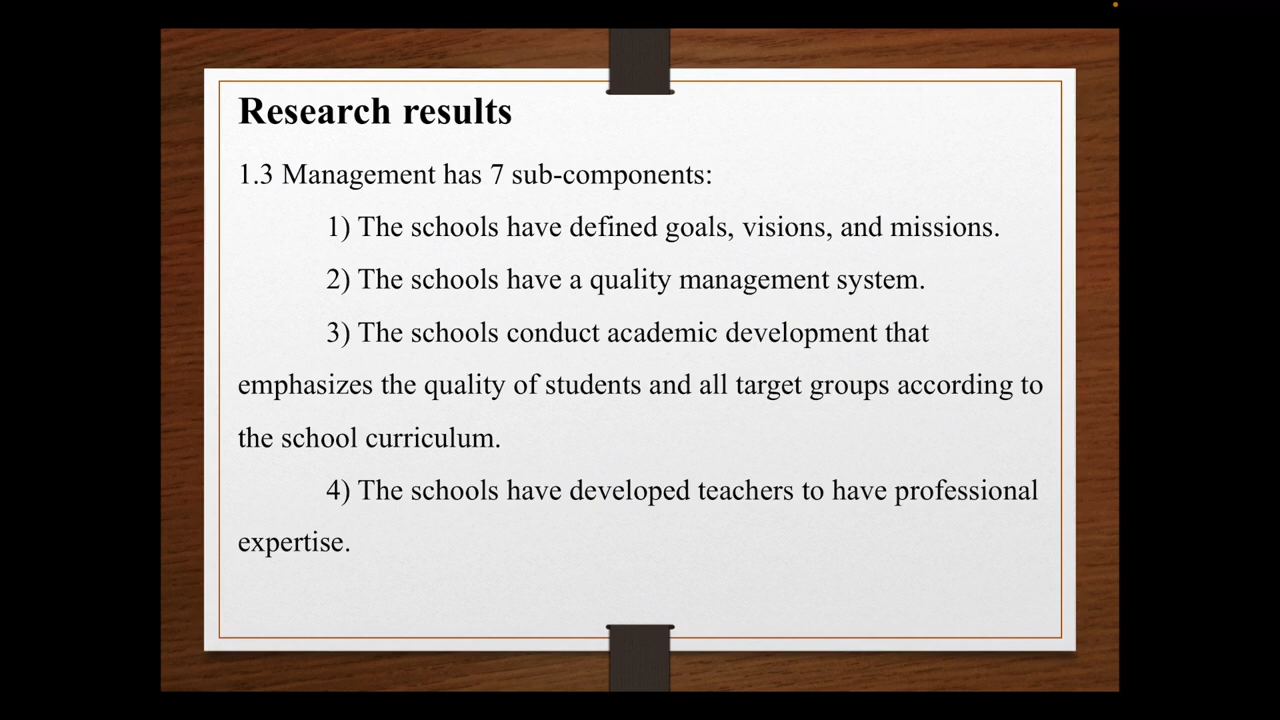 Research results
1.3 Management has 7 sub-components:
1) The schools have defined goals, visions, and missions.
2) The schools have a quality management system.
3) The schools conduct academic development that
emphasizes the quality of students and all target groups according to
the school curriculum.
4) The schools have developed teachers to have professional
expertise.